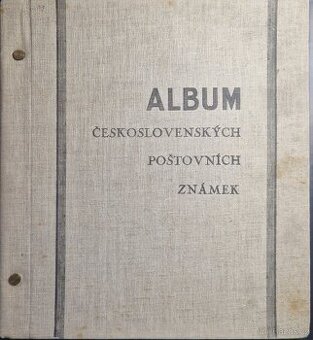 ALBUM
ČESKOSLOVENSKÝCH
POŠTOVNÍCH
ZNÁMEK